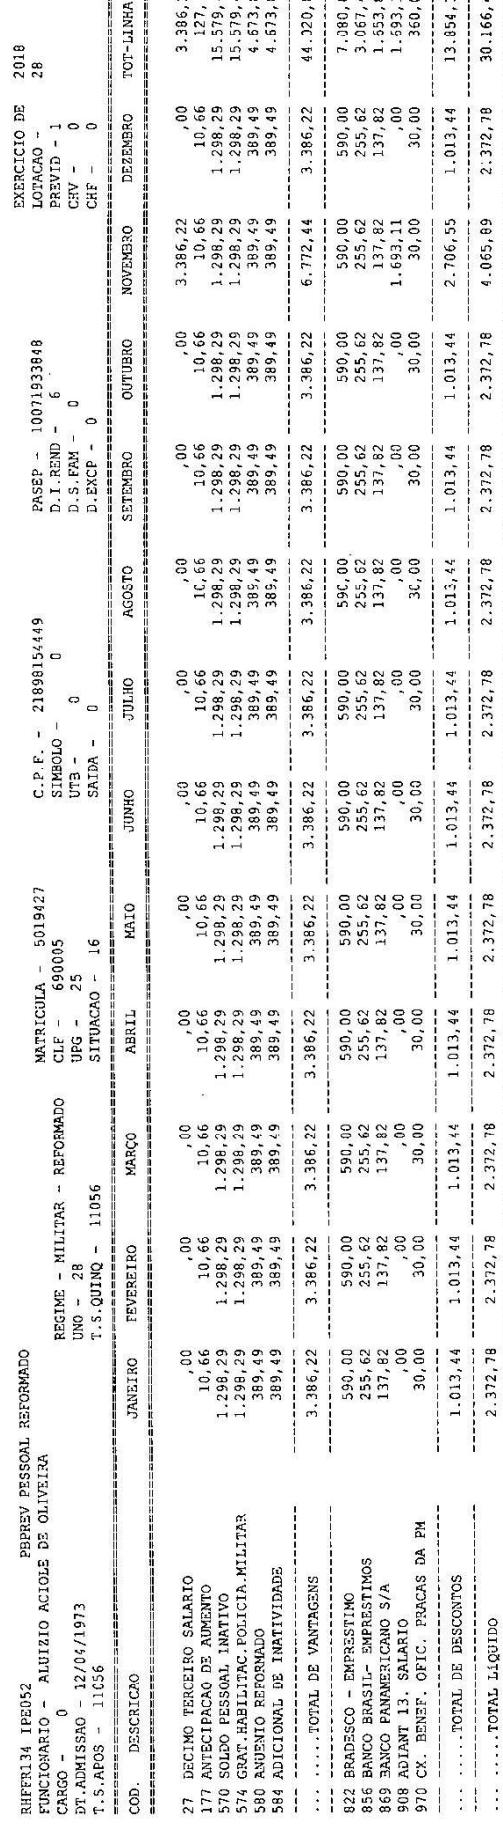 RHFFR134 IPE052 PBPREV PESSOAL REFORMADO EXERCICIO DE 2018
FUNCIONARIO - ALUIZIO ACIOLE DE OLIVEIRA MATRICULA - 5019427 C.P.F. - 21898154449 PASEP - 10071933848 LOTACAO - 28
CARGO - 0 REGIME - MILITAR - REFORMADO CLF - 690005 SIMBOLO - 0 D.I.REND - 6 PREVID - 1
DT.ADMISSAO - 12/04/1973 UNO - 28 UPG - 25 UTB - 0 D.S.FAM - 0 CHV - 0
T.S.APOS - 11056 T.S.QUINQ - 11056 SITUACAO - 16 SAIDA - 0 D.EXCP - 0 CHF - 0
COD. DESCRICAO JANEIRO FEVEREIRO MARÇO ABRIL MAIO JUNHO JULHO AGOSTO SETEMBRO OUTUBRO NOVEMBRO DEZEMBRO TOT-LINHA
27 DECIMO TERCEIRO SALARIO ,00 ,00 ,00 ,00 ,00 ,00 ,00 ,00 ,00 ,00 3.386,22 ,00 3.386,
177 ANTECIPACAO DE AUMENTO 10,66 10,66 10,66 10,66 10,66 10,66 10,66 10,66 10,66 10,66 10,66 10,66 127,
570 SOLDO PESSOAL INATIVO 1.298,29 1.298,29 1.298,29 1.298,29 1.298,29 1.298,29 1.298,29 1.298,29 1.298,29 1.298,29 1.298,29 1.298,29 15.579,
574 GRAT.HABILITAC.POLICIA.MILITAR 1.298,29 1.298,29 1.298,29 1.298,29 1.298,29 1.298,29 1.298,29 1.298,29 1.298,29 1.298,29 1.298,29 1.298,29 15.579,
580 ANUENIO REFORMADO 389,49 389,49 389,49 389,49 389,49 389,49 389,49 389,49 389,49 389,49 389,49 389,49 4.673,
584 ADICIONAL DE INATIVIDADE 389,49 389,49 389,49 389,49 389,49 389,49 389,49 389,49 389,49 389,49 389,49 389,49 4.673,
... .....TOTAL DE VANTAGENS 3.386,22 3.386,22 3.386,22 3.386,22 3.386,22 3.386,22 3.386,22 3.386,22 3.386,22 3.386,22 6.772,44 3.386,22 44.020,
822 BRADESCO - EMPRESTIMO 590,00 590,00 590,00 590,00 590,00 590,00 590,00 590,00 590,00 590,00 590,00 590,00 7.080,
856 BANCO BRASIL- EMPRESTIMOS 255,62 255,62 255,62 255,62 255,62 255,62 255,62 255,62 255,62 255,62 255,62 255,62 3.067,
869 BANCO PANAMERICANO S/A 137,82 137,82 137,82 137,82 137,82 137,82 137,82 137,82 137,82 137,82 137,82 137,82 1.653,
908 ADIANT 13. SALARIO ,00 ,00 ,00 ,00 ,00 ,00 ,00 ,00 ,00 ,00 1.693,11 ,00 1.693,
970 CX. BENEF. OFIC. PRACAS DA PM 30,00 30,00 30,00 30,00 30,00 30,00 30,00 30,00 30,00 30,00 30,00 30,00 360,
... .....TOTAL DE DESCONTOS 1.013,44 1.013,44 1.013,44 1.013,44 1.013,44 1.013,44 1.013,44 1.013,44 1.013,44 1.013,44 2.706,55 1.013,44 13.854,
... .....TOTAL LÍQUIDO 2.372,78 2.372,78 2.372,78 2.372,78 2.372,78 2.372,78 2.372,78 2.372,78 2.372,78 2.372,78 4.065,89 2.372,78 30.166,